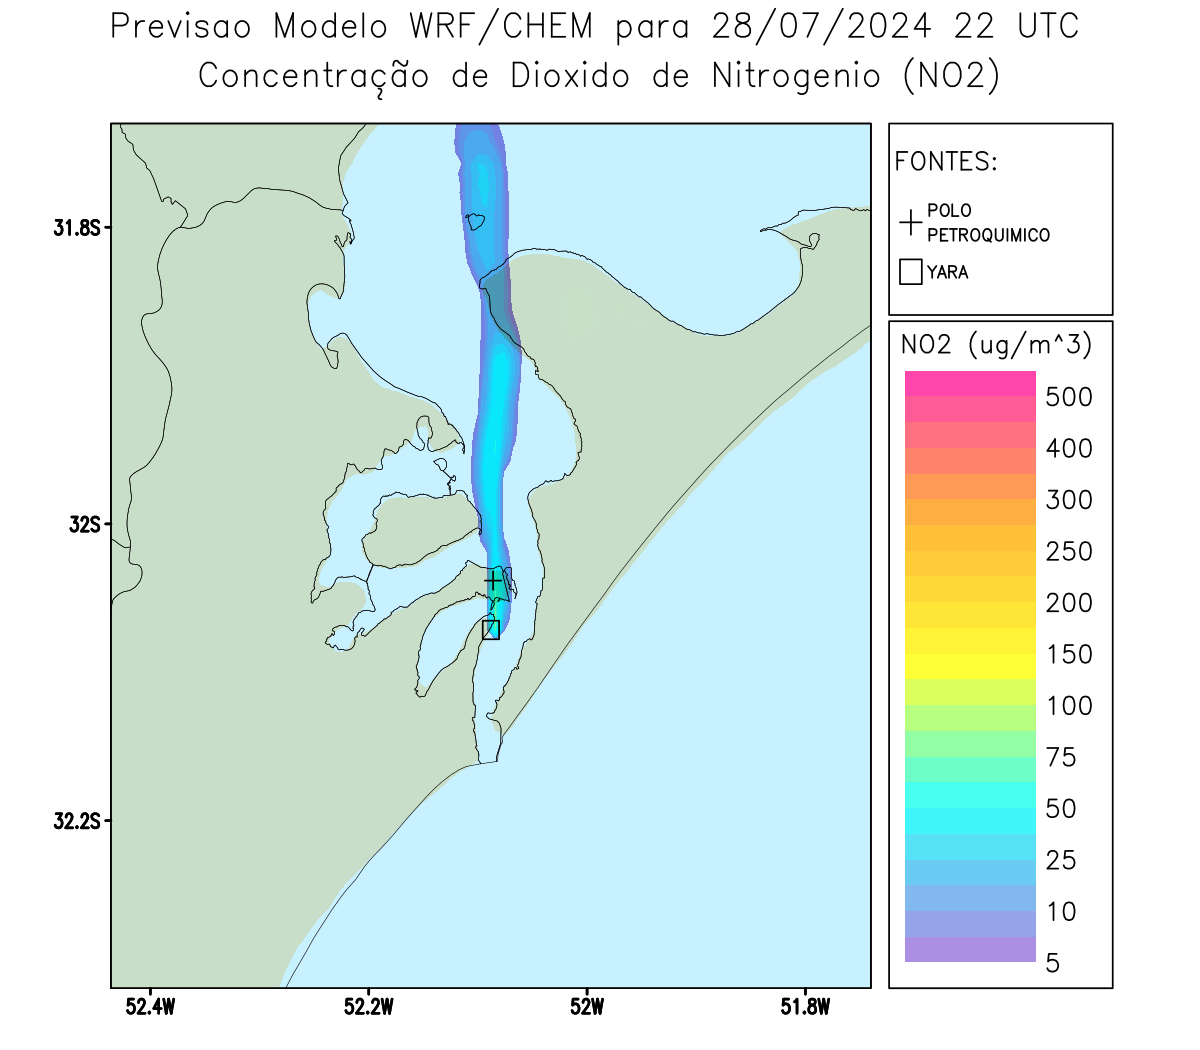 Previsao Modelo WRF/CHEM para 28/07/2024 22 UTC
Concentração de Dioxido de Nitrogenio (NO2)
FONTES:
POLO
PETROQUIMICO
YARA
NO2 (ug/m^3)
500
400
300
250
200
150
100
75
50
25
10
5
31.8S
32S
32.2S
52.4W
52.2W
52W
51.8W